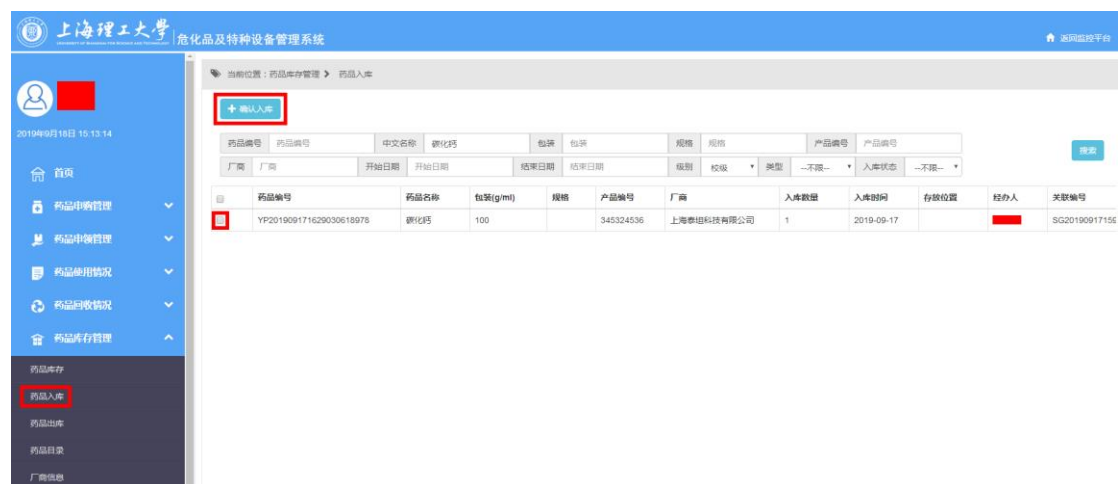 上海理工大学 危化品及特种设备管理系统
返回监控平台
当前位置：药品库存管理 药品入库
确认入库
2019年9月18日 15:13:14
药品编号 药品编号 中文名称 碳化钙 包装 包装 规格 规格 产品编号 产品编号
搜索
厂商 厂商 开始日期 开始日期 结束日期 结束日期 级别 校级 类型 --不限-- 入库状态 --不限--
首页
药品申购管理
药品申领管理
药品使用情况
药品回收情况
药品库存管理
药品库存
药品入库
药品出库
药品目录
厂商信息
药品编号 药品名称 包装(g/ml) 规格 产品编号 厂商 入库数量 入库时间 存放位置 经办人 关联编号
YP201909171629030618978 碳化钙 100 345324536 上海泰坦科技有限公司 1 2019-09-17 SG20190917159